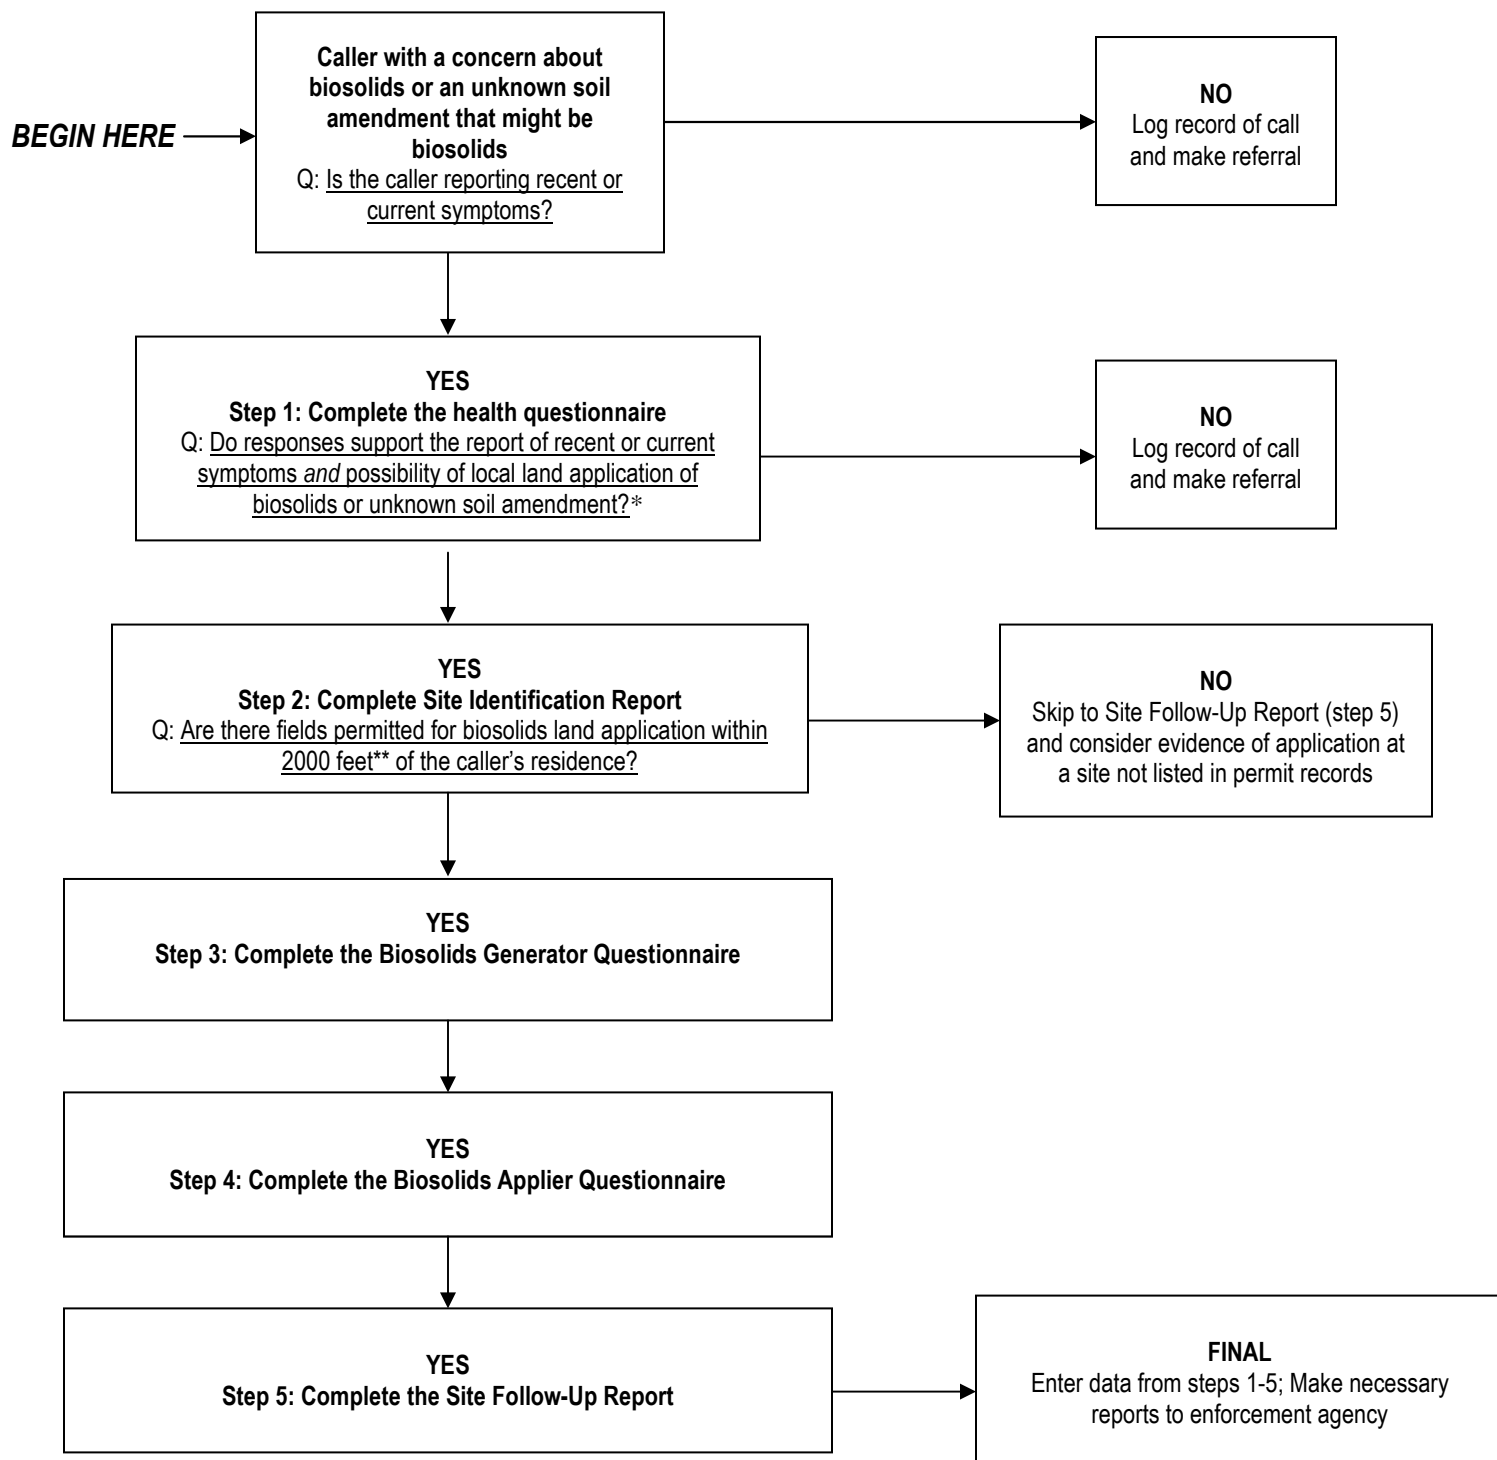 BEGIN HERE
Caller with a concern about
biosolids or an unknown soil
amendment that might be
biosolids
Q: Is the caller reporting recent or
current symptoms?
NO
Log record of call
and make referral
YES
Step 1: Complete the health questionnaire
Q: Do responses support the report of recent or current
symptoms and possibility of local land application of
biosolids or unknown soil amendment?*
NO
Log record of call
and make referral
YES
Step 2: Complete Site Identification Report
Q: Are there fields permitted for biosolids land application within
2000 feet** of the caller's residence?
NO
Skip to Site Follow-Up Report (step 5)
and consider evidence of application at
a site not listed in permit records
YES
Step 3: Complete the Biosolids Generator Questionnaire
YES
Step 4: Complete the Biosolids Applier Questionnaire
YES
Step 5: Complete the Site Follow-Up Report
FINAL
Enter data from steps 1-5; Make necessary
reports to enforcement agency